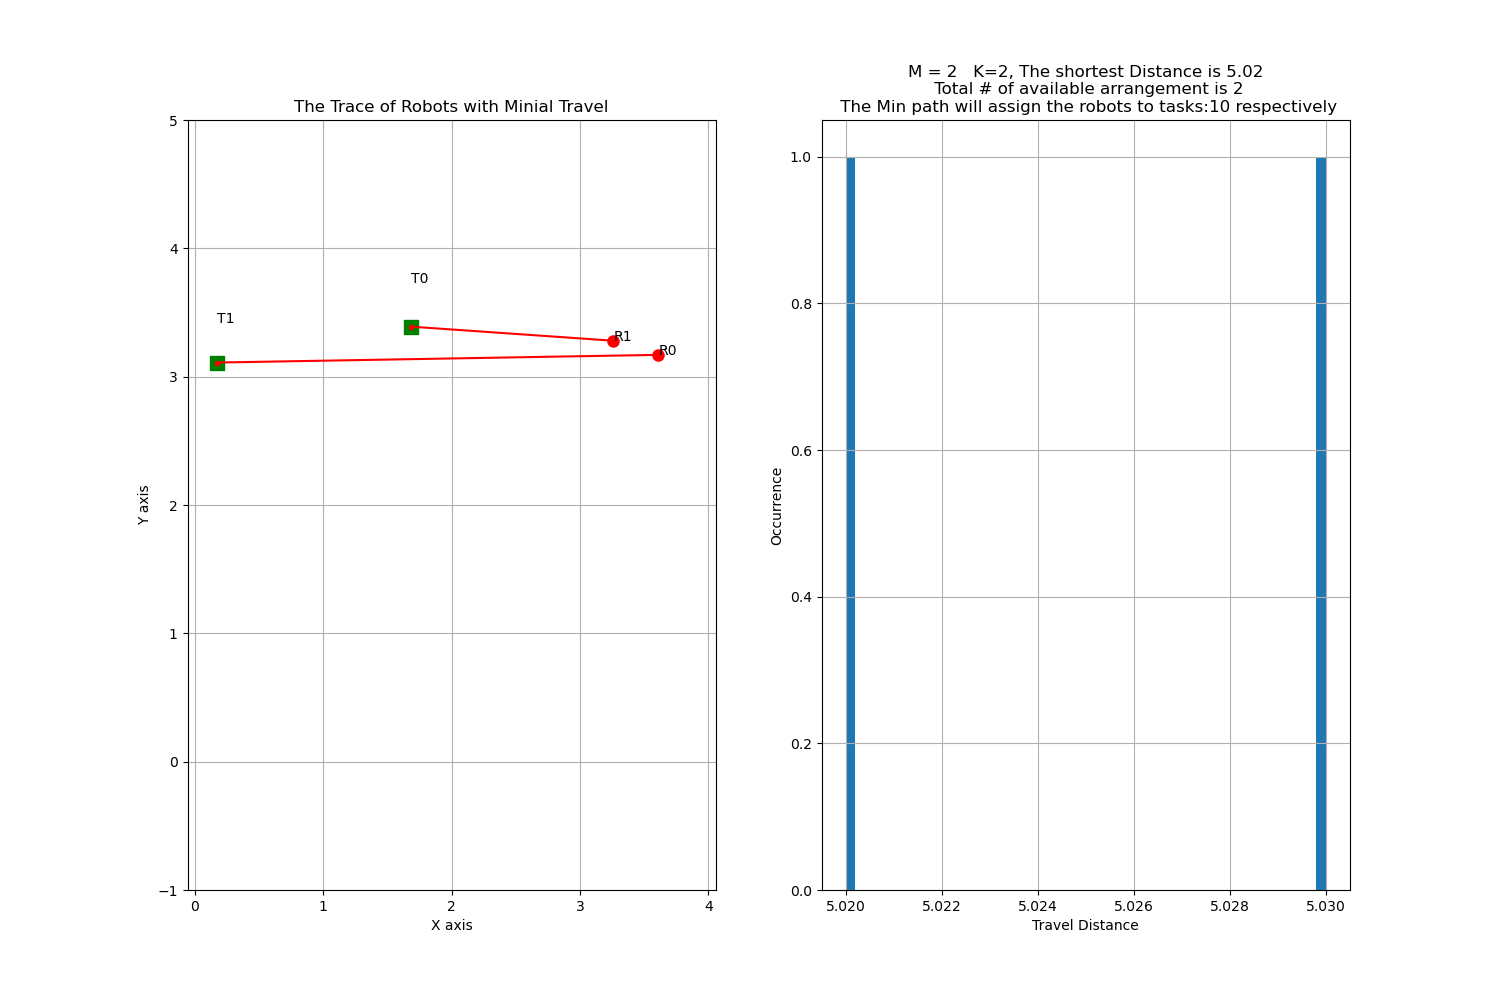 The Trace of Robots with Minial Travel
5
4
3
2
1
0
−1
Y axis
T0
T1
R1
R0
0 1 2 3 4
X axis
M = 2   K=2, The shortest Distance is 5.02
Total # of available arrangement is 2
The Min path will assign the robots to tasks:10 respectively
1.0
0.8
0.6
0.4
0.2
0.0
Occurrence
5.020 5.022 5.024 5.026 5.028 5.030
Travel Distance